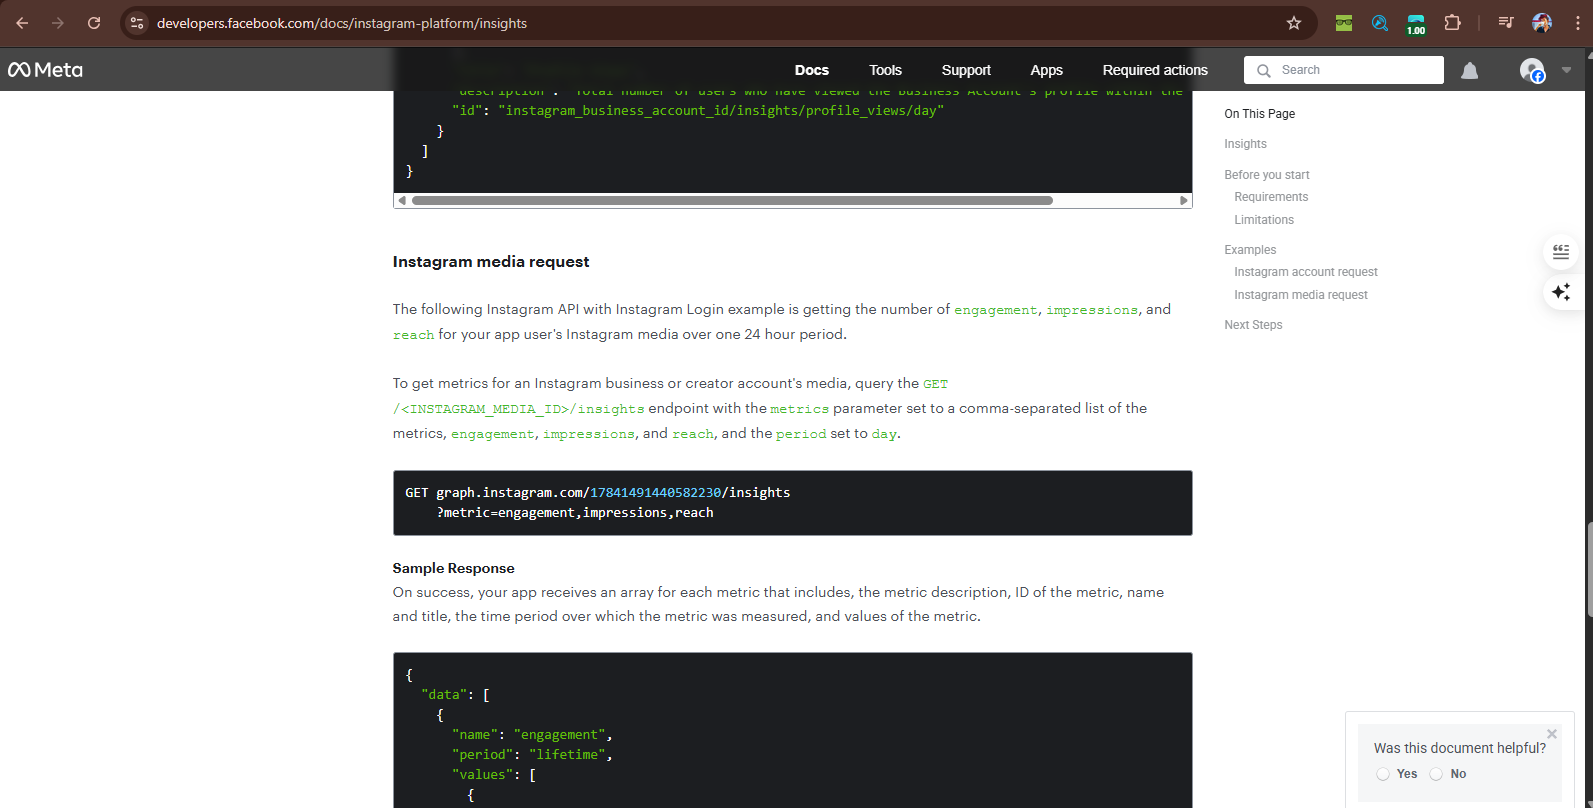 developers.facebook.com/docs/instagram-platform/insights
1.00
Meta
Docs
Tools
Support
Apps
Required actions
Search
"description": "Total number of users who have viewed the Business Account's profile within the
"id": "instagram_business_account_id/insights/profile_views/day"
}
]
}
Instagram media request
The following Instagram API with Instagram Login example is getting the number of engagement, impressions, and
reach for your app user's Instagram media over one 24 hour period.
To get metrics for an Instagram business or creator account's media, query the GET
/<INSTAGRAM_MEDIA_ID>/insights endpoint with the metrics parameter set to a comma-separated list of the
metrics, engagement, impressions, and reach, and the period set to day.
GET graph.instagram.com/17841491440582230/insights
?metric=engagement,impressions,reach
Sample Response
On success, your app receives an array for each metric that includes, the metric description, ID of the metric, name
and title, the time period over which the metric was measured, and values of the metric.
{
"data": [
{
"name": "engagement",
"period": "lifetime",
"values": [
{
On This Page
Insights
Before you start
Requirements
Limitations
Examples
Instagram account request
Instagram media request
Next Steps
Was this document helpful?
Yes
No